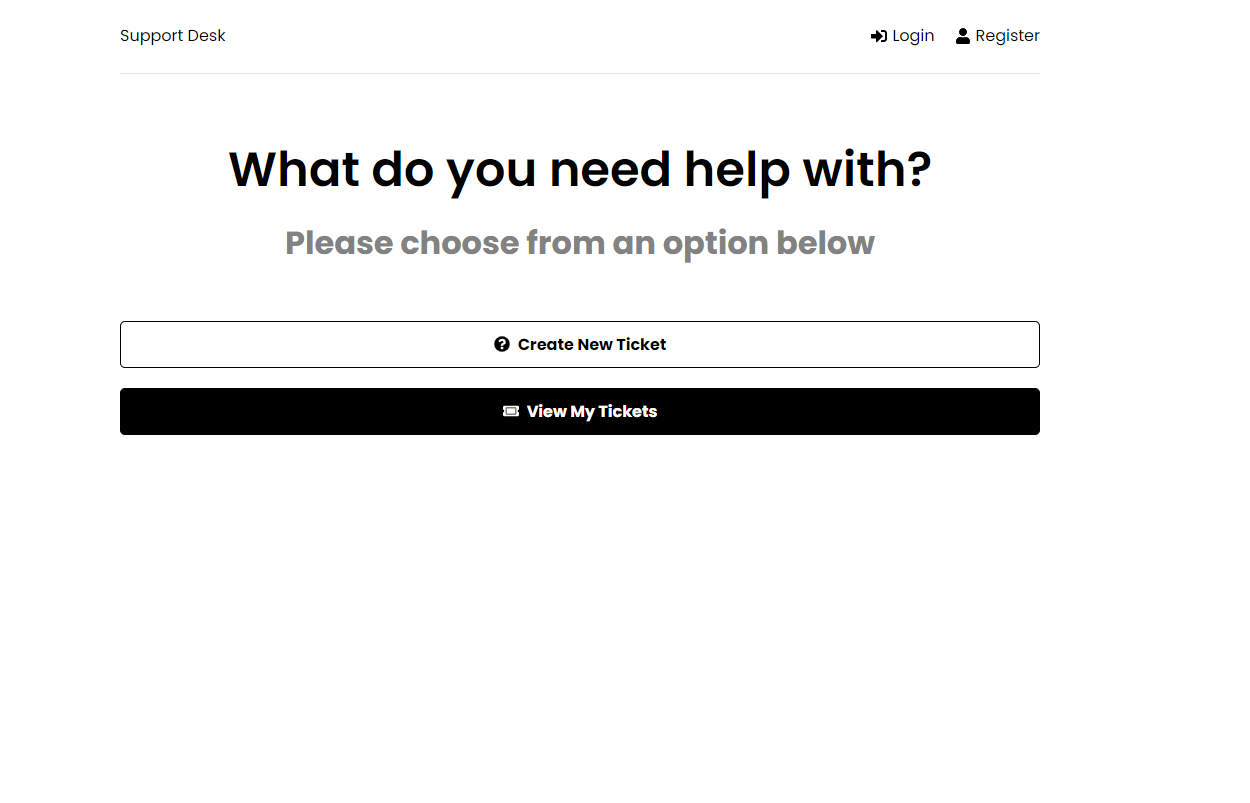 Support Desk
Login
Register
What do you need help with?
Please choose from an option below
Create New Ticket
View My Tickets